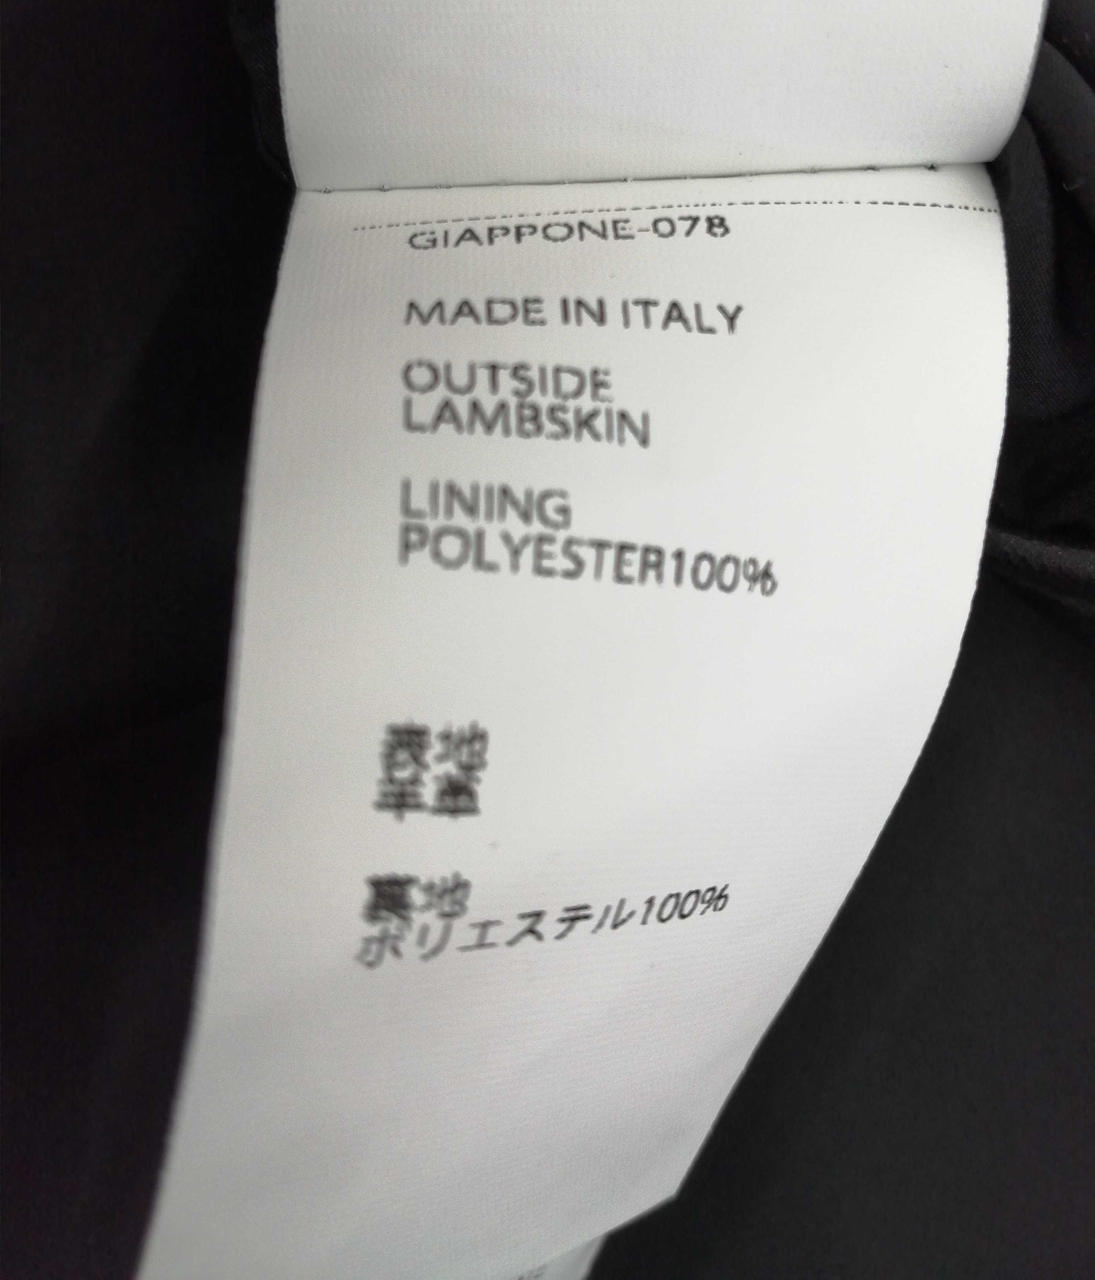 GIAPPONE-078
MADE IN ITALY
OUTSIDE
LAMBSKIN
LINING
POLYESTER100%
表地
羊革
裏地
ポリエステル100%